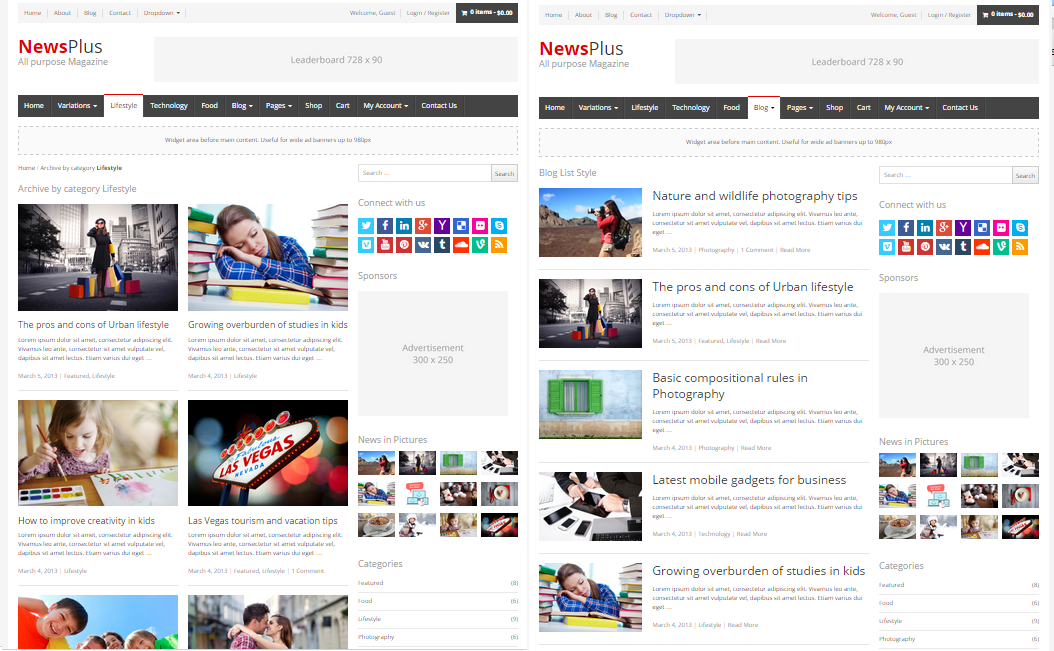 Home
About
Blog
Contact
Dropdown
Welcome, Guest
Login / Register
0 items - $0.00
NewsPlus
All purpose Magazine
Leaderboard 728 x 90
Home
Variations
Lifestyle
Technology
Food
Blog
Pages
Shop
Cart
My Account
Contact Us
Widget area before main content. Useful for wide ad banners up to 980px
Home / Archive by category Lifestyle
Archive by category Lifestyle
The pros and cons of Urban lifestyle
Lorem ipsum dolor sit amet, consectetur adipiscing elit.
Vivamus leo ante, consectetur sit amet vulputate vel,
dapibus sit amet lectus. Etiam varius dui eget ...
March 5, 2013 | Featured, Lifestyle
Growing overburden of studies in kids
Lorem ipsum dolor sit amet, consectetur adipiscing elit.
Vivamus leo ante, consectetur sit amet vulputate vel,
dapibus sit amet lectus. Etiam varius dui eget ...
March 4, 2013 | Lifestyle
Fabulous
LAS VEGAS
NEVADA
How to improve creativity in kids
Lorem ipsum dolor sit amet, consectetur adipiscing elit.
Vivamus leo ante, consectetur sit amet vulputate vel,
dapibus sit amet lectus. Etiam varius dui eget ...
March 4, 2013 | Lifestyle
Las Vegas tourism and vacation tips
Lorem ipsum dolor sit amet, consectetur adipiscing elit.
Vivamus leo ante, consectetur sit amet vulputate vel,
dapibus sit amet lectus. Etiam varius dui eget ...
March 4, 2013 | Featured, Lifestyle | 1 Comment
Search ...
Search
Connect with us
Sponsors
Advertisement
300 x 250
News in Pictures
Categories
Featured (8)
Food (6)
Lifestyle (9)
Photography (6)
Home
About
Blog
Contact
Dropdown
Welcome, Guest
Login / Register
0 items - $0.00
NewsPlus
All purpose Magazine
Leaderboard 728 x 90
Home
Variations
Lifestyle
Technology
Food
Blog
Pages
Shop
Cart
My Account
Contact Us
Widget area before main content. Useful for wide ad banners up to 980px
Blog List Style
Nature and wildlife photography tips
Lorem ipsum dolor sit amet, consectetur adipiscing elit. Vivamus leo ante,
consectetur sit amet vulputate vel, dapibus sit amet lectus. Etiam varius dui
eget ...
March 5, 2013 | Photography | 1 Comment | Read More
The pros and cons of Urban lifestyle
Lorem ipsum dolor sit amet, consectetur adipiscing elit. Vivamus leo ante,
consectetur sit amet vulputate vel, dapibus sit amet lectus. Etiam varius dui
eget ...
March 5, 2013 | Featured, Lifestyle | Read More
Basic compositional rules in
Photography
Lorem ipsum dolor sit amet, consectetur adipiscing elit. Vivamus leo ante,
consectetur sit amet vulputate vel, dapibus sit amet lectus. Etiam varius dui
eget ...
March 4, 2013 | Photography | Read More
Latest mobile gadgets for business
Lorem ipsum dolor sit amet, consectetur adipiscing elit. Vivamus leo ante,
consectetur sit amet vulputate vel, dapibus sit amet lectus. Etiam varius dui
eget ...
March 4, 2013 | Technology | Read More
Growing overburden of studies in kids
Lorem ipsum dolor sit amet, consectetur adipiscing elit. Vivamus leo ante,
consectetur sit amet vulputate vel, dapibus sit amet lectus. Etiam varius dui
eget ...
March 4, 2013 | Lifestyle | Read More
Search ...
Search
Connect with us
Sponsors
Advertisement
300 x 250
News in Pictures
Categories
Featured (8)
Food (6)
Lifestyle (9)
Photography (6)